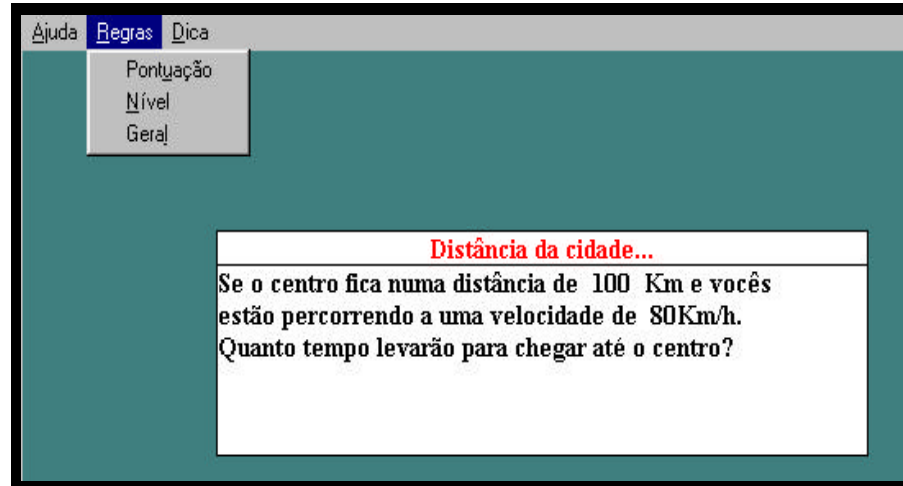 Ajuda Regras Dica
Pontuação
Nível
Geral
Distância da cidade...
Se o centro fica numa distância de 100 Km e vocês
estão percorrendo a uma velocidade de 80Km/h.
Quanto tempo levarão para chegar até o centro?